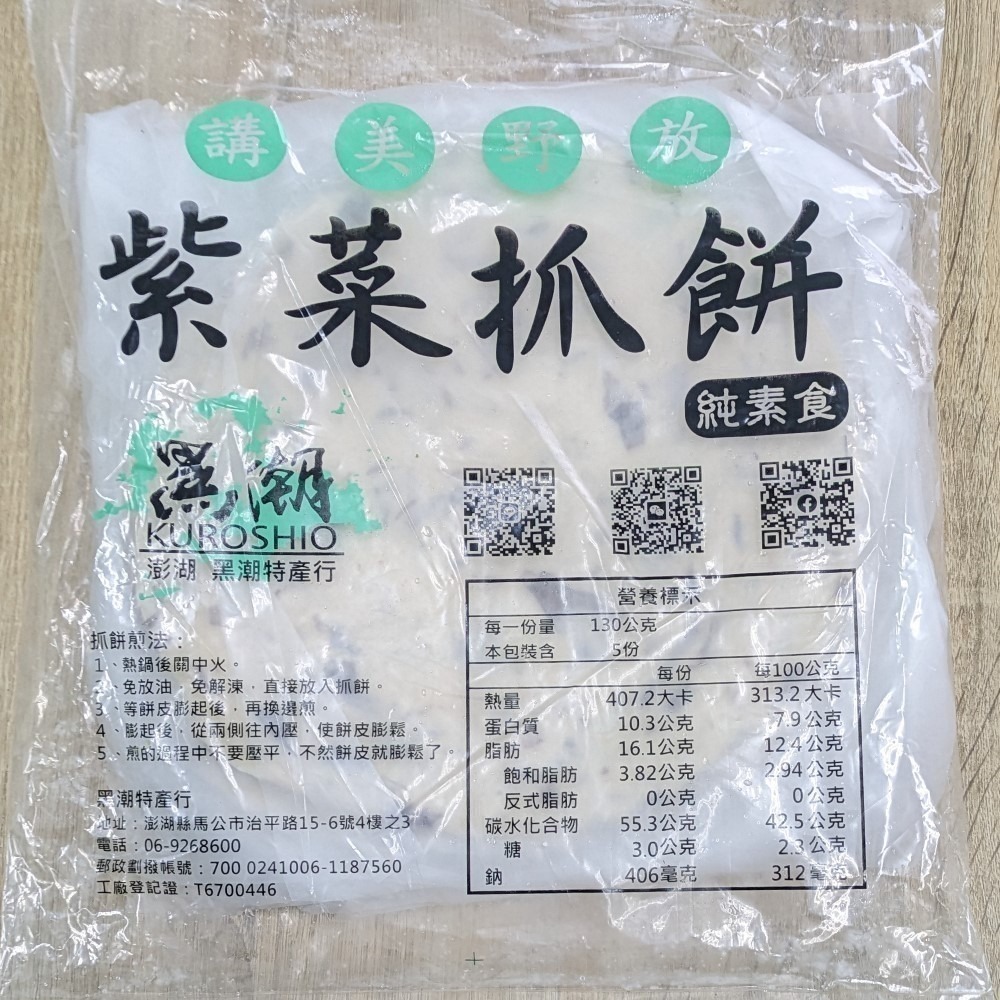 講美野放
紫菜抓餅
純素食
黑潮
KUROSHIO
澎湖 黑潮特產行
抓餅煎法：
1、熱鍋後關中火。
2、免放油，免解凍，直接放入抓餅。
3、等餅皮膨起後，再換邊煎。
4、膨起後，從兩側往內壓，使餅皮膨鬆。
5、煎的過程中不要壓平，不然餅皮就膨鬆了。
黑潮特產行
地址：澎湖縣馬公市治平路15-6號4樓之3
電話：06-9268600
郵政劃撥帳號：700 0241006-1187560
工廠登記證：T6700446
營養標示
每一份量 130公克
本包裝含 5份
每份 每100公克
熱量 407.2大卡 313.2大卡
蛋白質 10.3公克 7.9公克
脂肪 16.1公克 12.4公克
飽和脂肪 3.82公克 2.94公克
反式脂肪 0公克 0公克
碳水化合物 55.3公克 42.5公克
糖 3.0公克 2.3公克
鈉 406毫克 312毫克